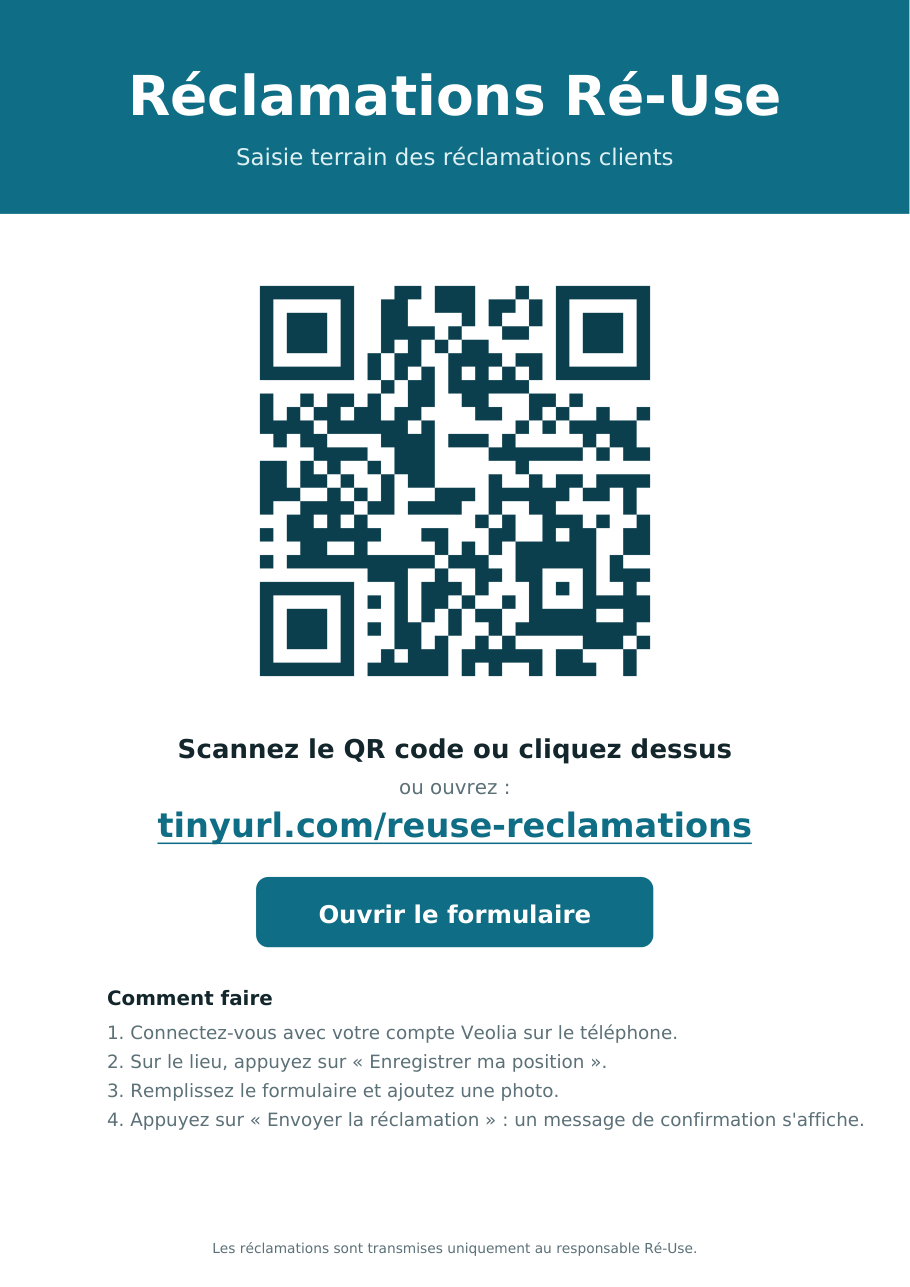 Réclamations Ré-Use
Saisie terrain des réclamations clients
Scannez le QR code ou cliquez dessus
ou ouvrez :
tinyurl.com/reuse-reclamations
Ouvrir le formulaire
Comment faire
1. Connectez-vous avec votre compte Veolia sur le téléphone.
2. Sur le lieu, appuyez sur « Enregistrer ma position ».
3. Remplissez le formulaire et ajoutez une photo.
4. Appuyez sur « Envoyer la réclamation » : un message de confirmation s'affiche.
Les réclamations sont transmises uniquement au responsable Ré-Use.